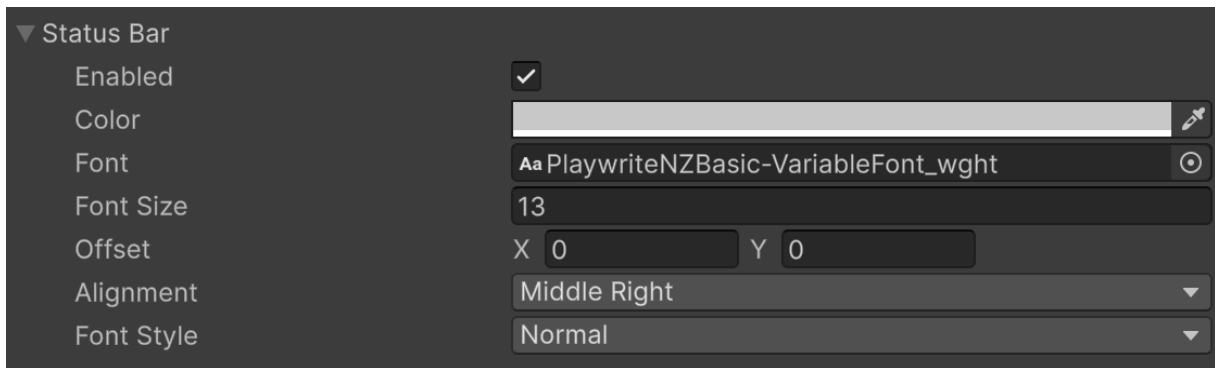 Status Bar
Enabled
Color
Font Aa PlaywriteNZBasic-VariableFont_wght
Font Size 13
Offset X 0 Y 0
Alignment Middle Right
Font Style Normal